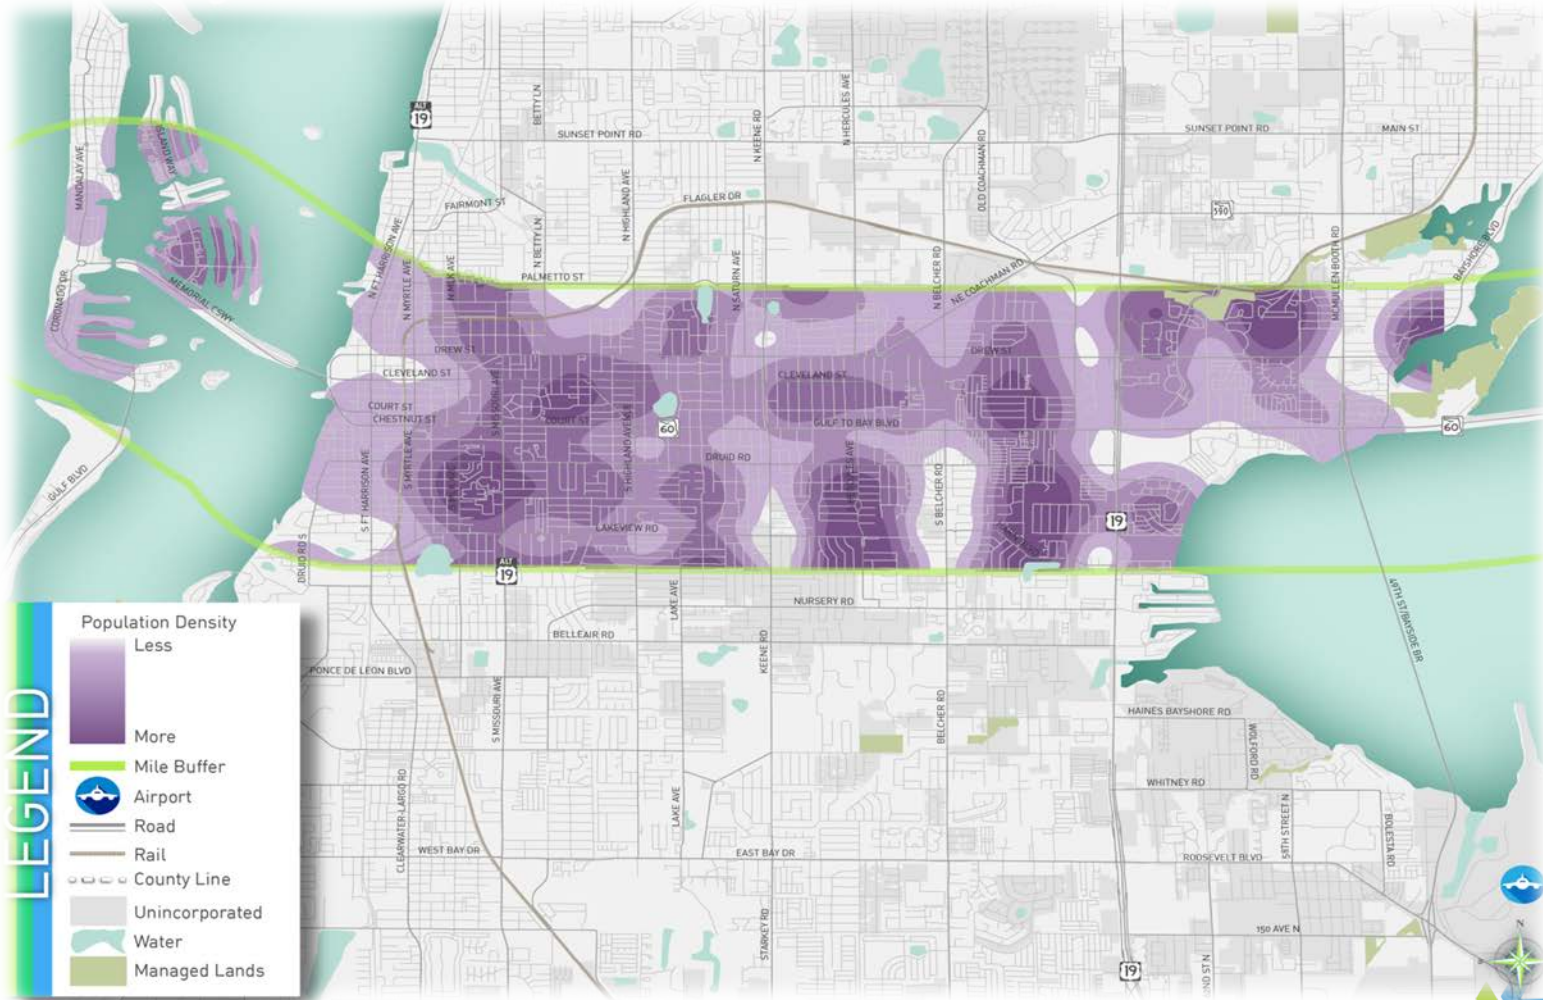 MANDALAY AVE
ISLAND WAY
ALT
19
BETTY LN
SUNSET POINT RD
N KEENE RD
N HERCULES AVE
OLD COACHMAN RD
SUNSET POINT RD
MAIN ST
FAIRMONT ST
N HIGHLAND AVE
FLAGLER DR
590
BAYSHORE BLVD
N FT HARRISON AVE
N BETTY LN
MCMULLEN BOOTH RD
CORONADO DR
MEMORIAL CSWY
N MYRTLE AVE
N MLK AVE
PALMETTO ST
N SATURN AVE
N BELCHER RD
NE COACHMAN RD
DREW ST
DREW ST
CLEVELAND ST
CLEVELAND ST
S MISSOURI AVE
COURT ST
CHESTNUT ST
COURT ST
60
GULF TO BAY BLVD
60
GULF BLVD
S FT HARRISON AVE
S MYRTLE AVE
S HIGHLAND AVE
DRUID RD
S BELCHER RD
LAKEVIEW RD
19
DRUID RD S
ALT
19
LAKE AVE
NURSERY RD
49TH ST/BAYSIDE BR
BELLEAIR RD
KEENE RD
PONCE DE LEON BLVD
S MISSOURI AVE
BELCHER RD
HAINES BAYSHORE RD
WOLFORD RD
WHITNEY RD
CLEARWATER-LARGO RD
LAKE AVE
58TH STREET N
BOLESTA RD
WEST BAY DR
EAST BAY DR
ROOSEVELT BLVD
STARKEY RD
150 AVE N
19
ND ST N
N
S
LEGEND
Population Density
Less
More
Mile Buffer
Airport
Road
Rail
County Line
Unincorporated
Water
Managed Lands